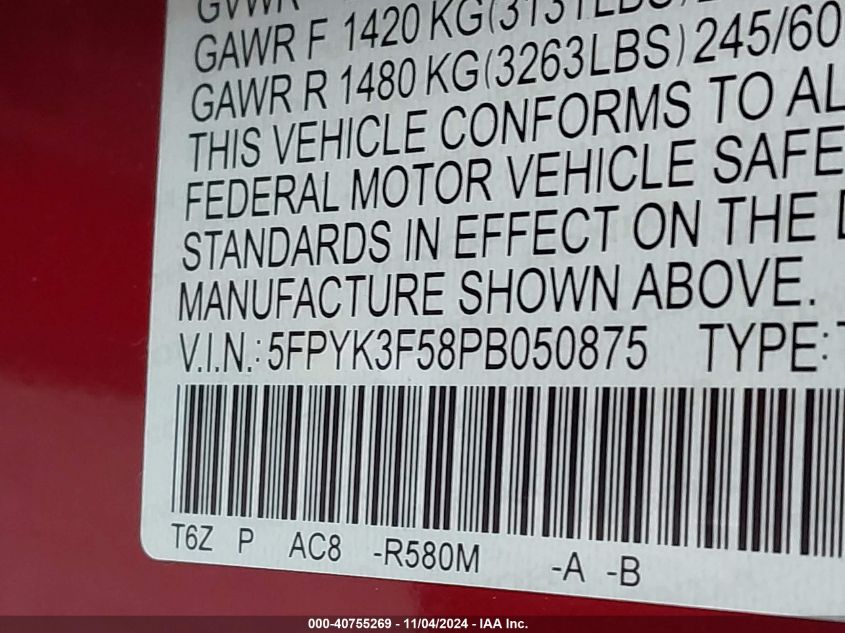 GVWR
GAWR F 1420 KG(3131LBS)
GAWR R 1480 KG(3263LBS) 245/60
THIS VEHICLE CONFORMS TO AL
FEDERAL MOTOR VEHICLE SAFE
STANDARDS IN EFFECT ON THE D
MANUFACTURE SHOWN ABOVE.
V.I.N.: 5FPYK3F58PB050875 TYPE:T
T6Z P AC8 -R580M -A -B
000-40755269 - 11/04/2024 - IAA Inc.